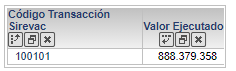 Código Transacción
Sirevac Valor Ejecutado
100101 888.379.358